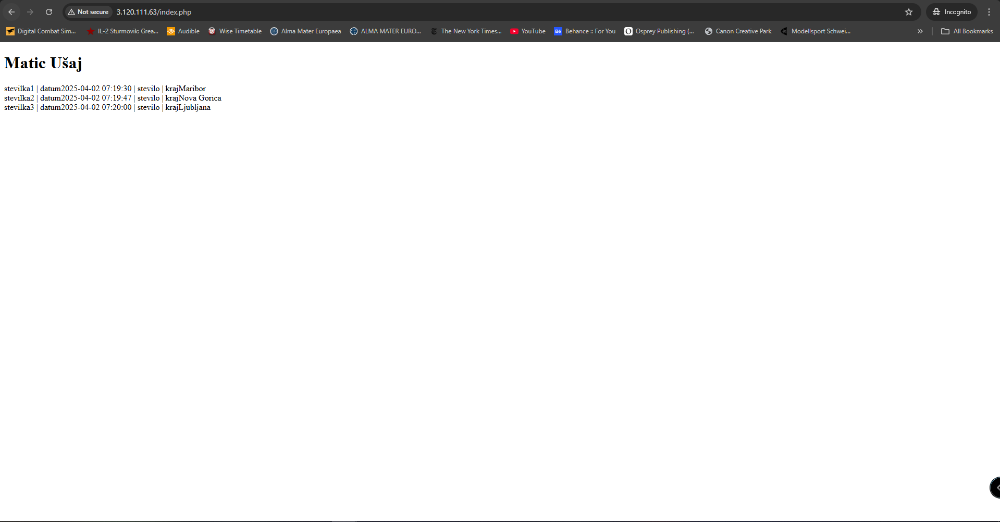 Not secure 3.120.111.63/index.php Incognito
Digital Combat Sim... IL-2 Sturmovik: Grea... Audible Wise Timetable Alma Mater Europaea ALMA MATER EURO... The New York Times... YouTube Bē Behance :: For You Osprey Publishing (... Canon Creative Park Modellsport Schwei... All Bookmarks
Matic Ušaj
stevilka1 | datum2025-04-02 07:19:30 | stevilo | krajMaribor
stevilka2 | datum2025-04-02 07:19:47 | stevilo | krajNova Gorica
stevilka3 | datum2025-04-02 07:20:00 | stevilo | krajLjubljana